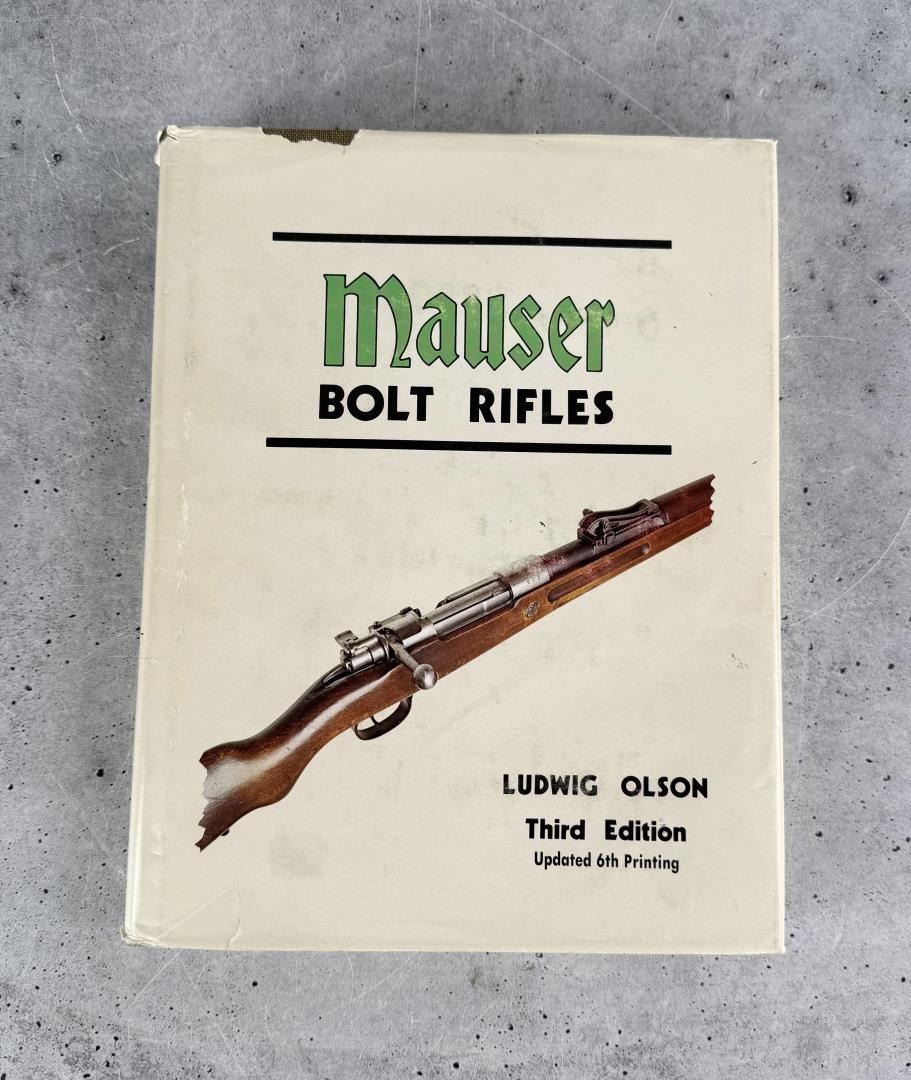 Mauser
BOLT RIFLES
LUDWIG OLSON
Third Edition
Updated 6th Printing